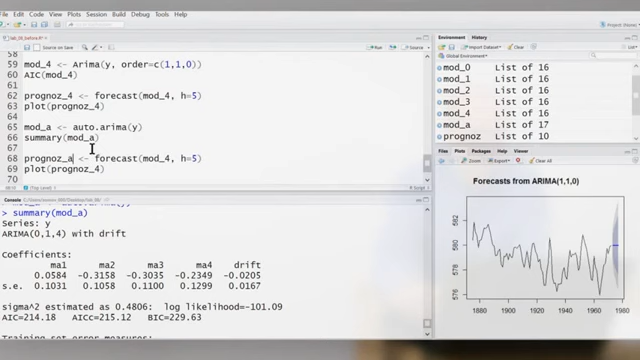 File Edit Code View Plots Session Build Debug Tools Help
Addins
lab_06_before.R*
Source on Save
Run
Source
58
59 mod_4 <- Arima(y, order=c(1,1,0))
60 AIC(mod_4)
61
62 prognoz_4 <- forecast(mod_4, h=5)
63 plot(prognoz_4)
64
65 mod_a <- auto.arima(y)
66 summary(mod_a)
67
68 prognoz_a <- forecast(mod_4, h=5)
69 plot(prognoz_4)
70
(Top Level)
R Script
Console
> summary(mod_a)
Series: y
ARIMA(0,1,4) with drift
Coefficients:
ma1 ma2 ma3 ma4 drift
0.0584 -0.3158 -0.3035 -0.2349 -0.0205
s.e. 0.1031 0.1058 0.1100 0.1299 0.0167
sigma^2 estimated as 0.4806: log likelihood=-101.09
AIC=214.18 AICc=215.12 BIC=229.63
Training set error measures:
Environment History
Import Dataset
Clear
Global Environment
mod_0 List of 16
mod_1 List of 16
mod_2 List of 16
mod_3 List of 16
mod_4 List of 16
mod_a List of 17
prognoz List of 10
Files Plots Packages Help Viewer
Zoom Export Clear All
Forecasts from ARIMA(1,1,0)
582
580
578
576
1880 1900 1920 1940 1960 1980